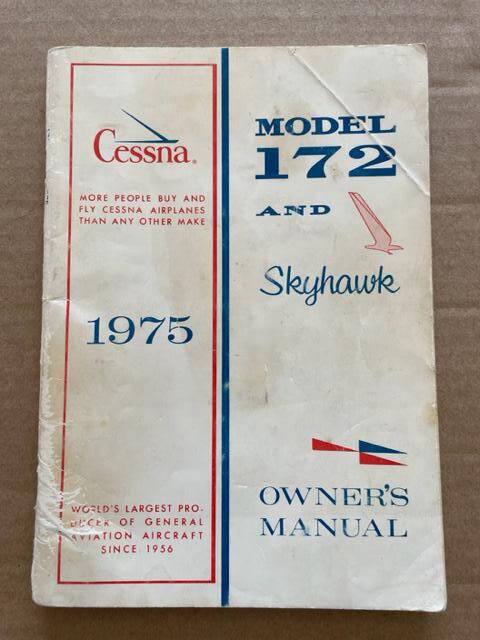 Cessna®
MORE PEOPLE BUY AND
FLY CESSNA AIRPLANES
THAN ANY OTHER MAKE
1975
WORLD'S LARGEST PRO-
DUCER OF GENERAL
AVIATION AIRCRAFT
SINCE 1956
MODEL
172
AND
Skyhawk
OWNER'S
MANUAL